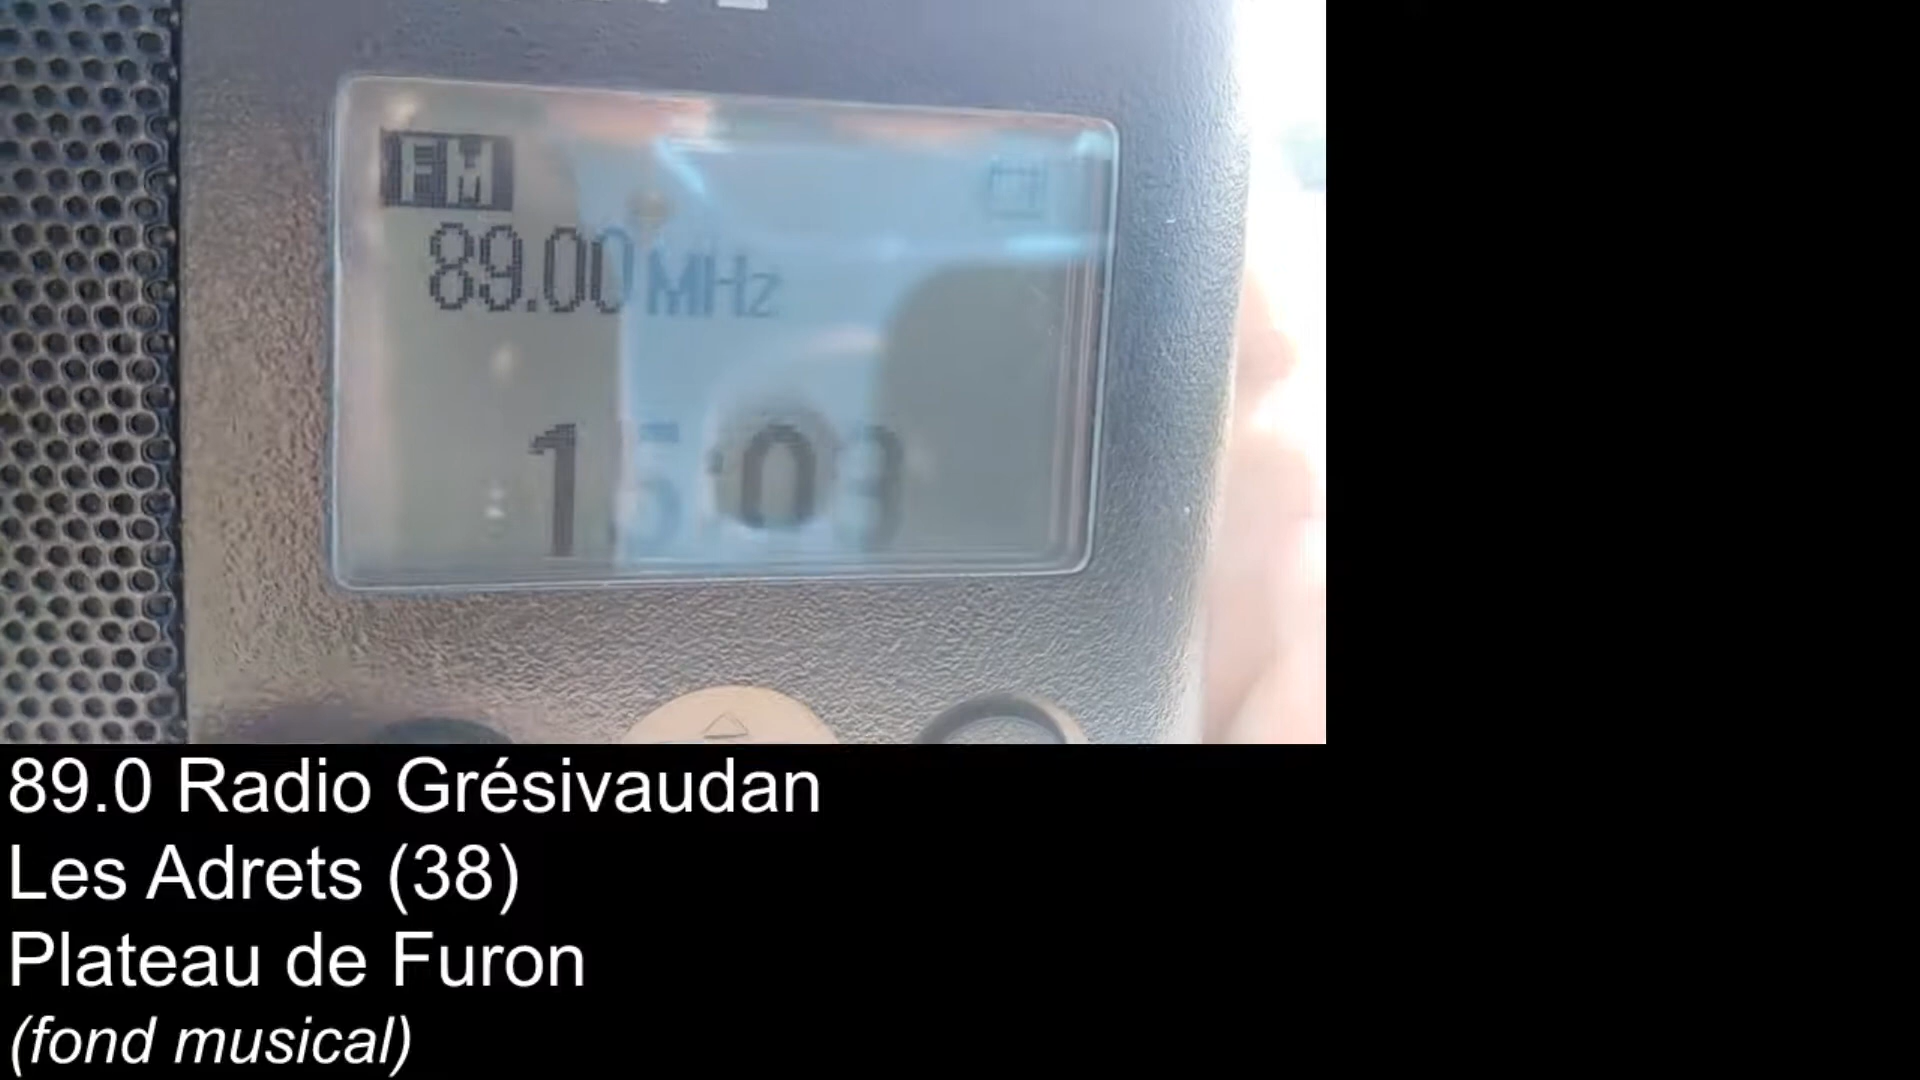 FM
89.00 MHz
15:03
89.0 Radio Grésivaudan
Les Adrets (38)
Plateau de Furon
(fond musical)